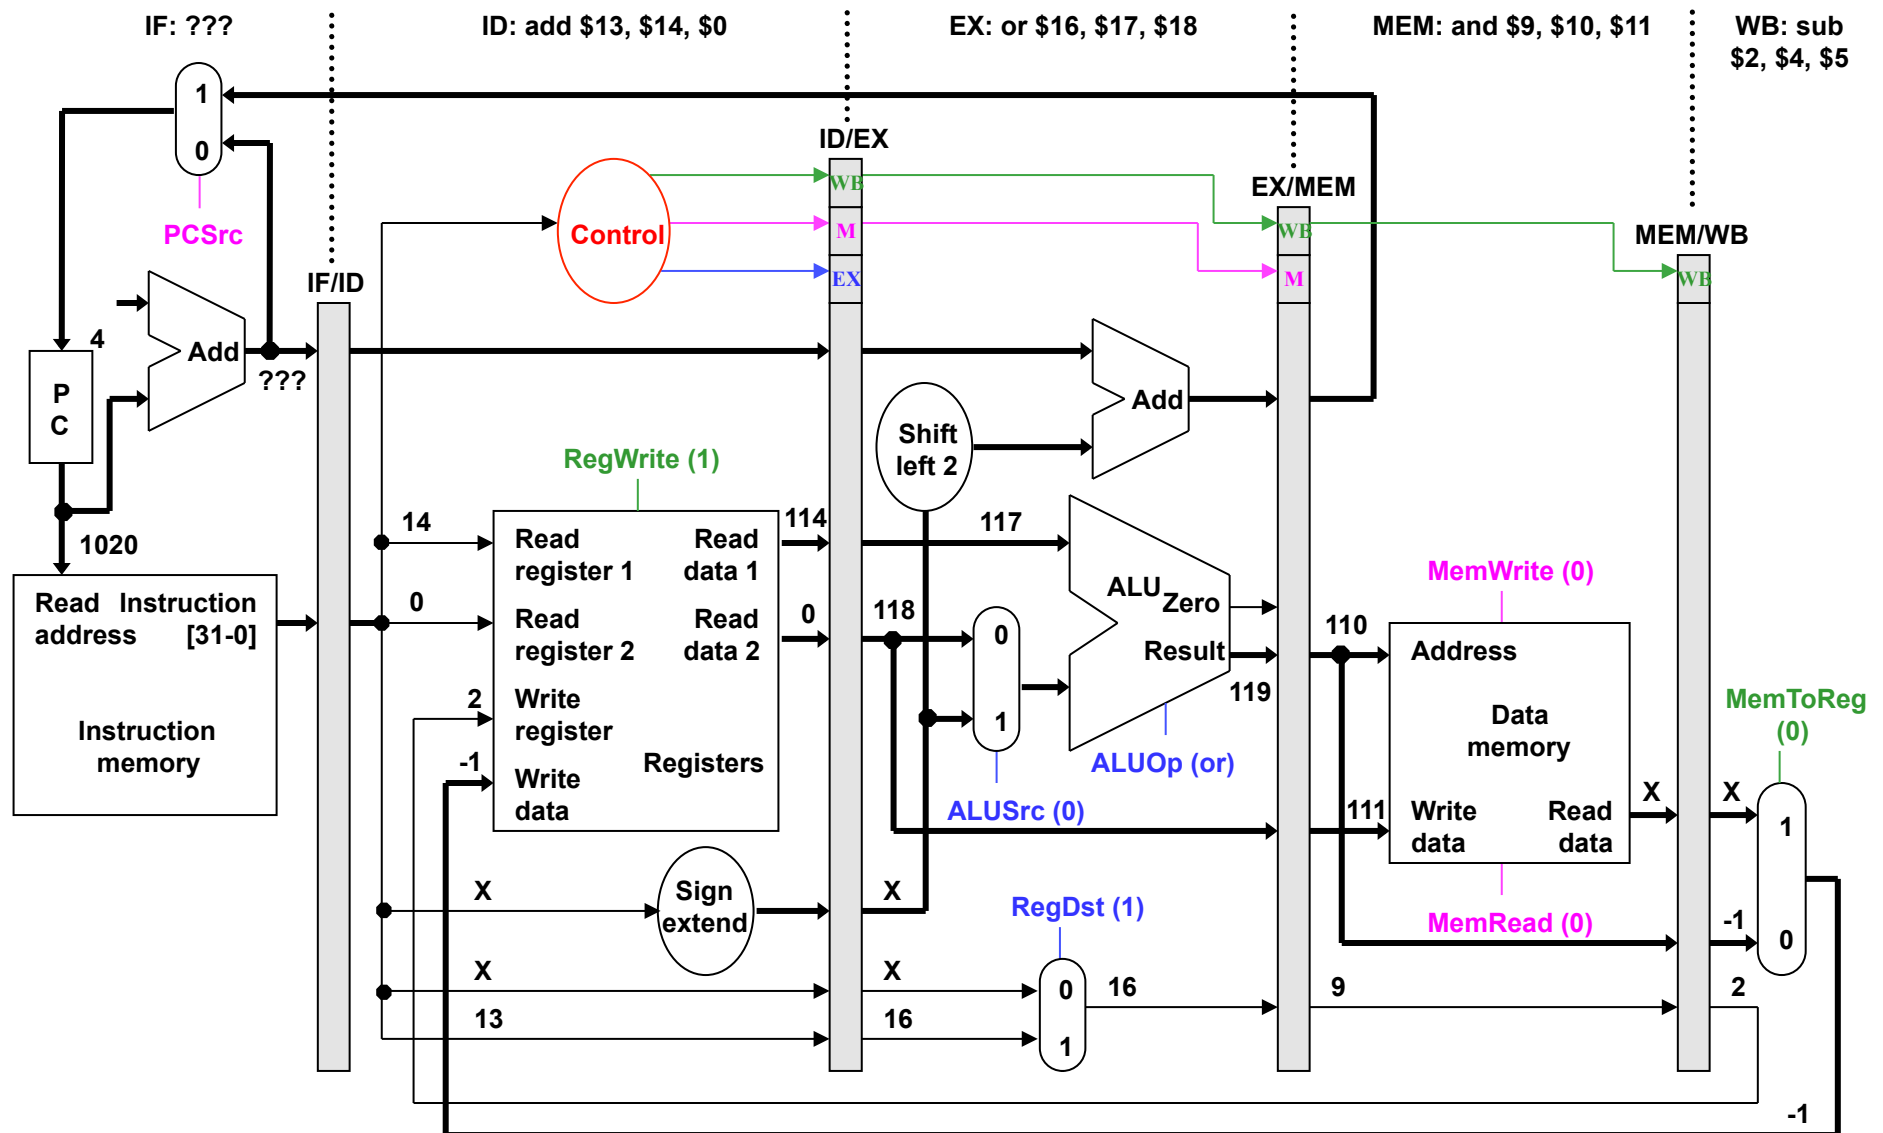 IF: ???
ID: add $13, $14, $0
EX: or $16, $17, $18
MEM: and $9, $10, $11
WB: sub
$2, $4, $5
1
0
PCSrc
ID/EX
WB
M
EX
Control
EX/MEM
WB
M
MEM/WB
WB
IF/ID
4
Add
???
P
C
1020
Read
address
Instruction
[31-0]
Instruction
memory
RegWrite (1)
14
0
2
-1
Read
register 1
Read
data 1
Read
register 2
Read
data 2
Write
register
Write
data
Registers
114
0
X
Sign
extend
X
13
Shift
left 2
Add
117
118
0
1
ALUSrc (0)
ALU
Zero
Result
119
ALUOp (or)
X
X
16
RegDst (1)
0
1
16
110
111
MemWrite (0)
Address
Data
memory
Write
data
Read
data
MemRead (0)
X
9
MemToReg
(0)
X
1
-1
0
2
-1